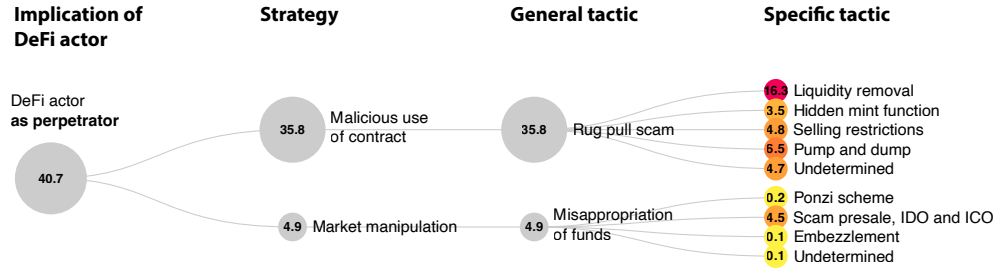 Implication of
DeFi actor
Strategy
General tactic
Specific tactic
DeFi actor
as perpetrator
40.7
35.8
Malicious use
of contract
35.8
Rug pull scam
16.3 Liquidity removal
3.5 Hidden mint function
4.8 Selling restrictions
6.5 Pump and dump
4.7 Undetermined
4.9 Market manipulation
4.9
Misappropriation
of funds
0.2 Ponzi scheme
4.5 Scam presale, IDO and ICO
0.1 Embezzlement
0.1 Undetermined